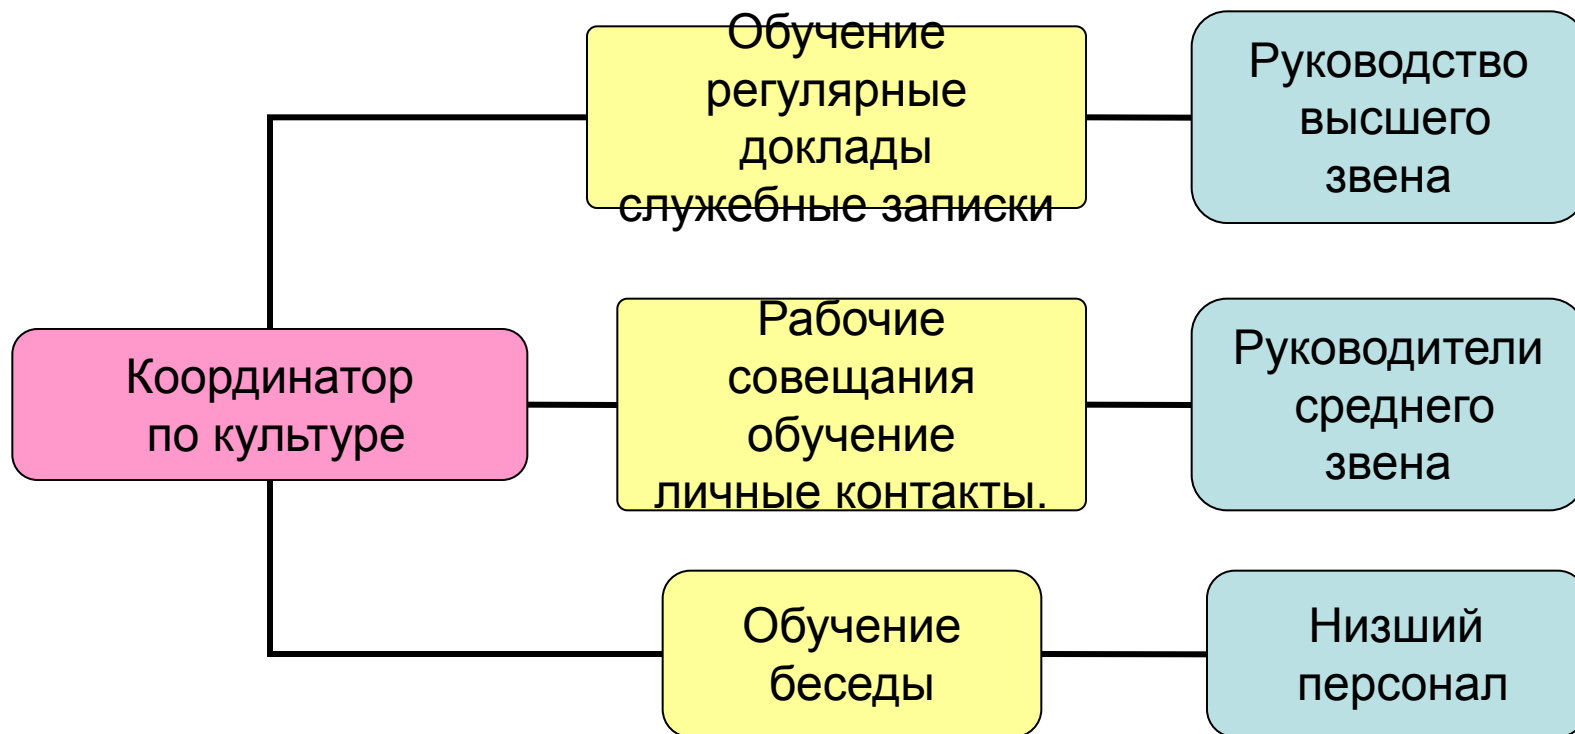 Обучение
регулярные
доклады
служебные записки
Руководство
высшего
звена
Координатор
по культуре
Рабочие
совещания
обучение
личные контакты.
Руководители
среднего
звена
Обучение
беседы
Низший
персонал